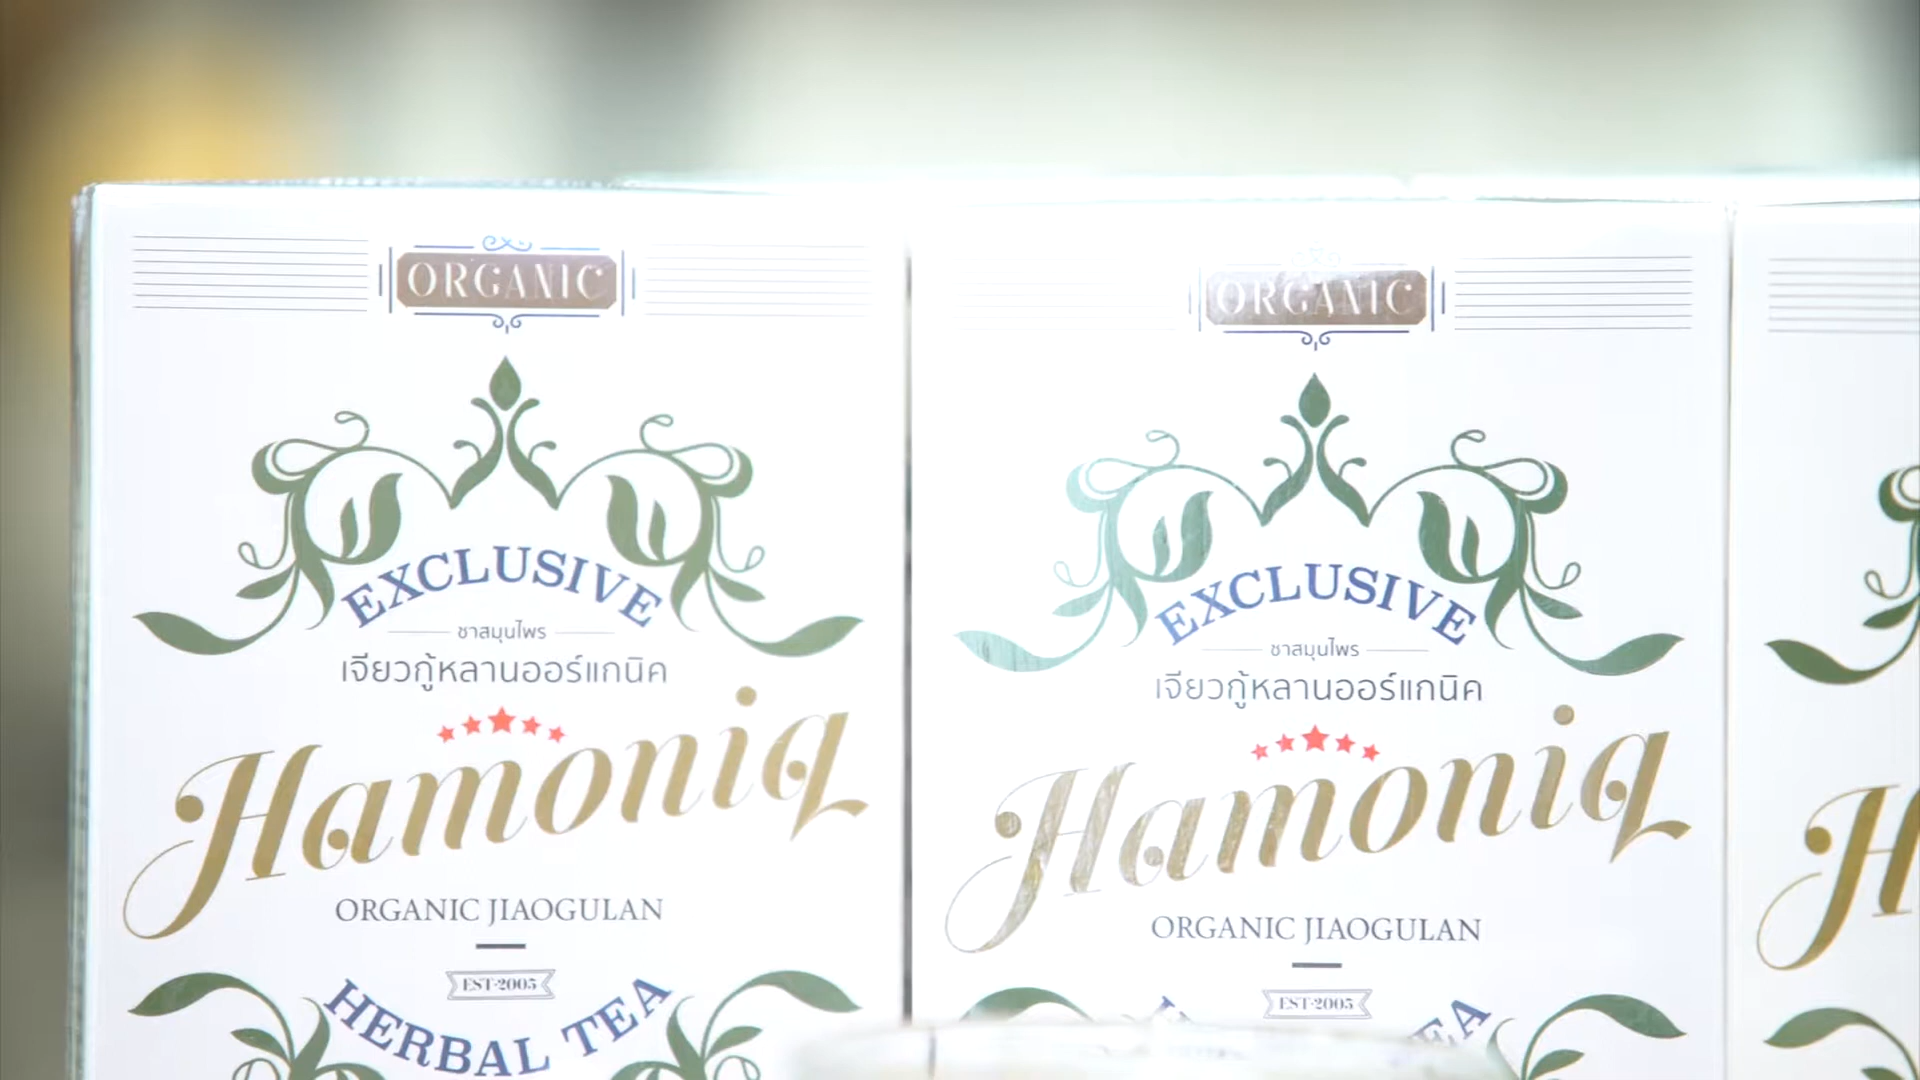 ORGANIC
EXCLUSIVE
ชาสมุนไพร
เจียวกู้หลานออร์แกนิค
Hamoniq
ORGANIC JIAOGULAN
EST·2005
HERBAL TEA
ORGANIC
EXCLUSIVE
ชาสมุนไพร
เจียวกู้หลานออร์แกนิค
Hamoniq
ORGANIC JIAOGULAN
EST·2005
EA
H